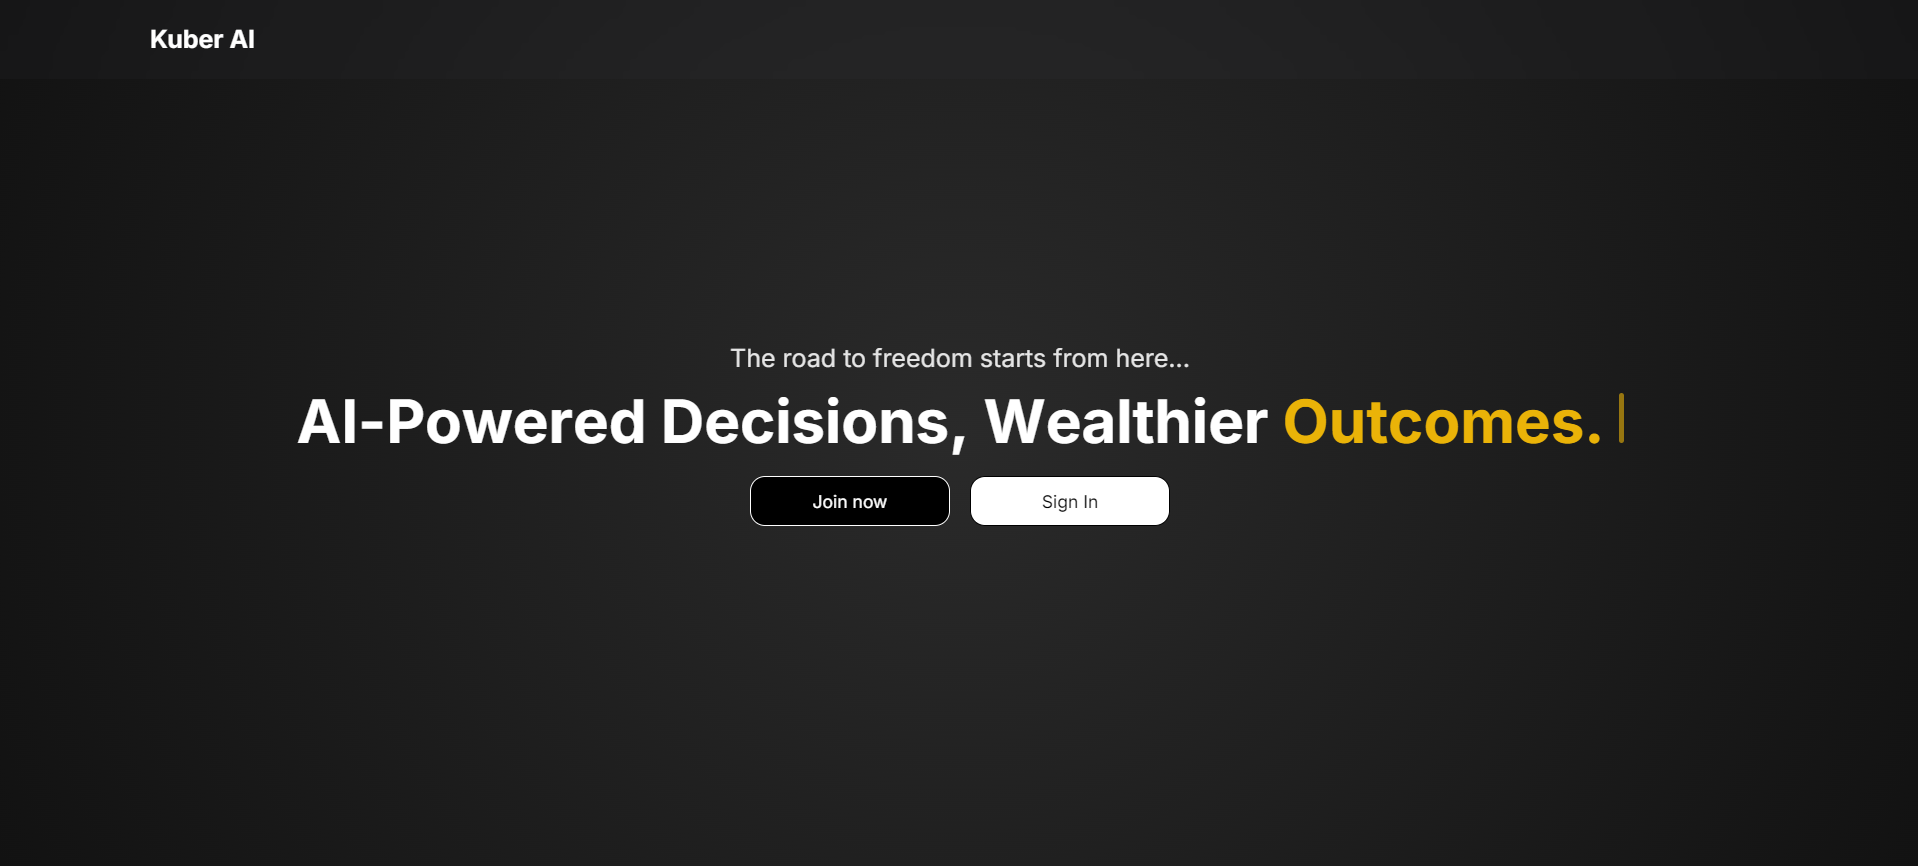 Kuber AI
The road to freedom starts from here...
AI-Powered Decisions, Wealthier Outcomes.
Join now
Sign In